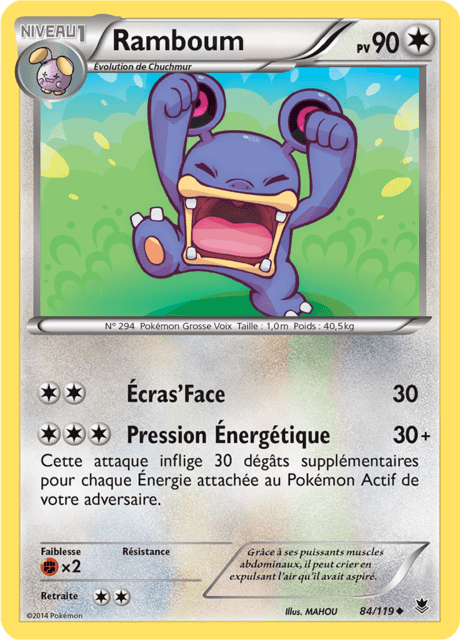 NIVEAU 1
Ramboum
PV 90
Évolution de Chuchmur
N° 294 Pokémon Grosse Voix Taille : 1,0m Poids : 40,5kg
Écras’Face 30
Pression Énergétique 30+
Cette attaque inflige 30 dégâts supplémentaires
pour chaque Énergie attachée au Pokémon Actif de
votre adversaire.
Faiblesse Résistance
×2
Retraite
Grâce à ses puissants muscles
abdominaux, il peut crier en
expulsant l'air qu'il avait aspiré.
©2014 Pokémon
Illus. MAHOU 84/119